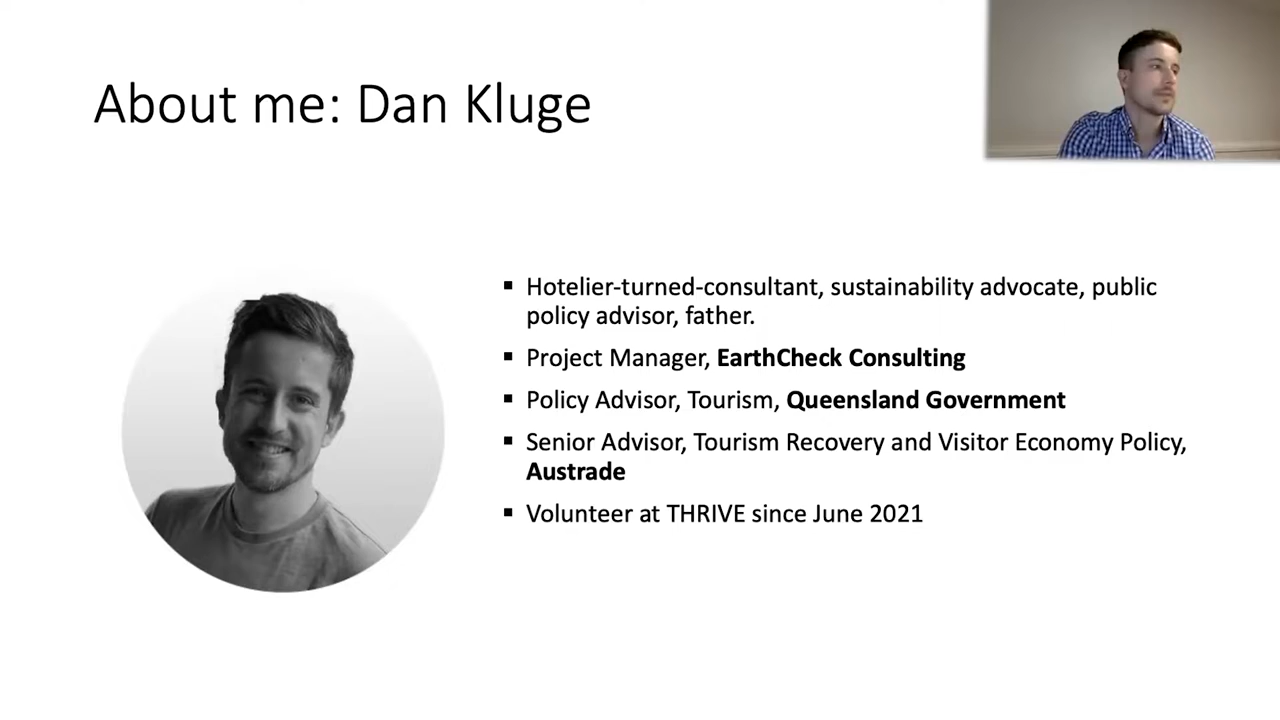 About me: Dan Kluge
▪ Hotelier-turned-consultant, sustainability advocate, public
policy advisor, father.
▪ Project Manager, EarthCheck Consulting
▪ Policy Advisor, Tourism, Queensland Government
▪ Senior Advisor, Tourism Recovery and Visitor Economy Policy,
Austrade
▪ Volunteer at THRIVE since June 2021